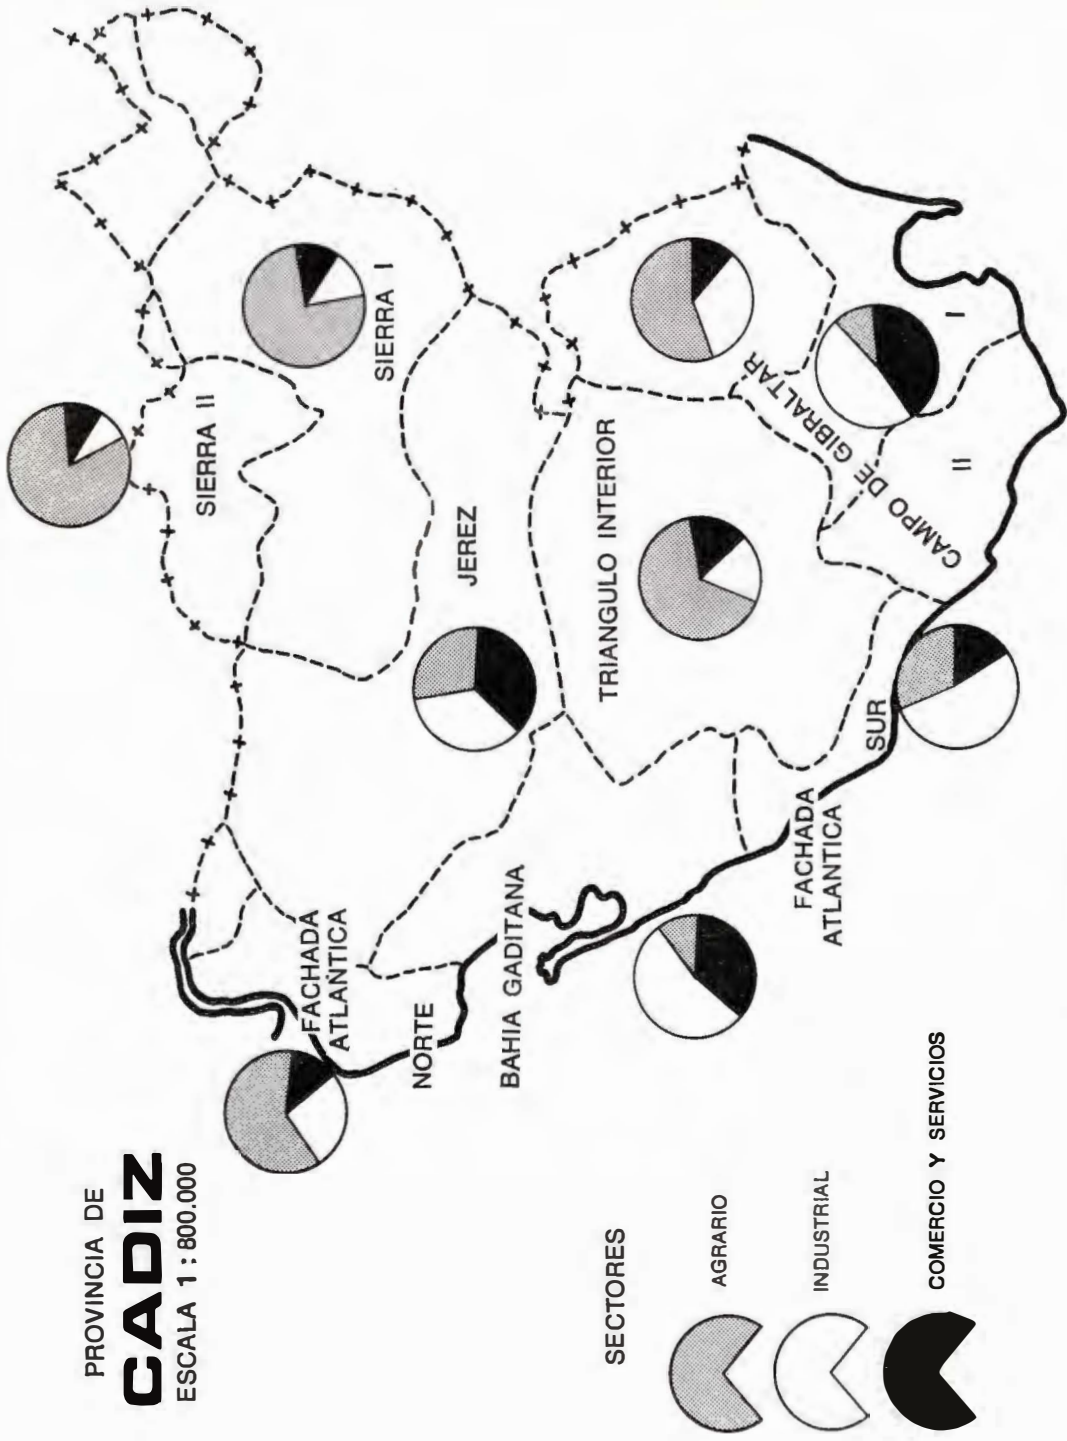 PROVINCIA DE
CADIZ
ESCALA 1 : 800.000
SIERRA II
SIERRA I
JEREZ
FACHADA
ATLANTICA
NORTE
BAHIA GADITANA
TRIANGULO INTERIOR
CAMPO DE GIBRALTAR
I
II
FACHADA
ATLANTICA
SUR
SECTORES
AGRARIO
INDUSTRIAL
COMERCIO Y SERVICIOS